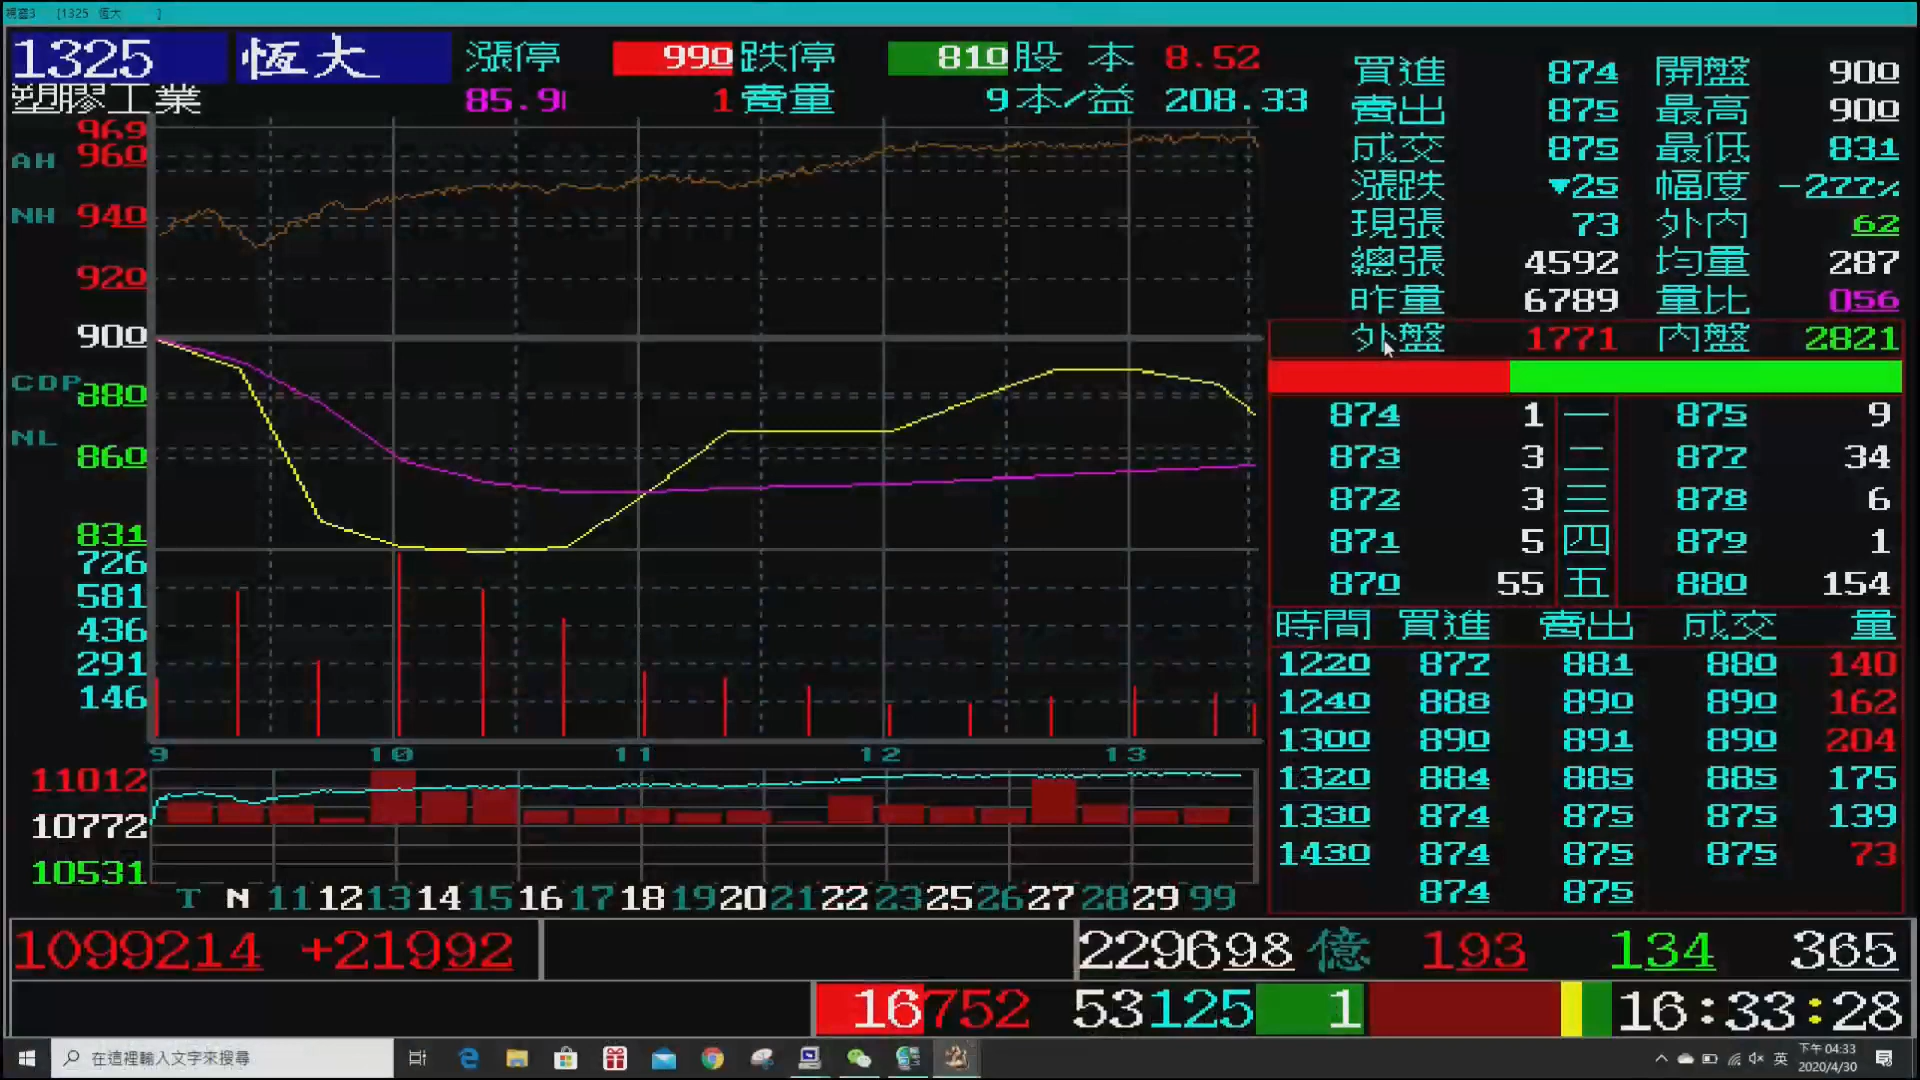 視窗3 [1325 恆大 ]
1325 恆大 漲停 990 跌停 810 股 本 8.52
塑膠工業 85.9 1 賣量 9 本/益 208.33
買進 874 開盤 900
賣出 875 最高 900
成交 875 最低 831
漲跌 ▼25 幅度 -277%
現張 73 外內 62
總張 4592 均量 287
昨量 6789 量比 056
外盤 1771 內盤 2821
969
AH 960
NH 940
920
900
CDP 880
NL 860
831
726
581
436
291
146
9 10 11 12 13
874 1 一 875 9
873 3 二 877 34
872 3 三 878 6
871 5 四 879 1
870 55 五 880 154
時間 買進 賣出 成交 量
1220 877 881 880 140
1240 888 890 890 162
1300 890 891 890 204
1320 884 885 885 175
1330 874 875 875 139
1430 874 875 875 73
874 875
11012
10772
10531
T N 11 12 13 14 15 16 17 18 19 20 21 22 23 25 26 27 28 29 99
1099214 +21992 229698 億 193 134 365
16752 53125 1 16:33:28
在這裡輸入文字來搜尋
英
下午 04:33
2020/4/30